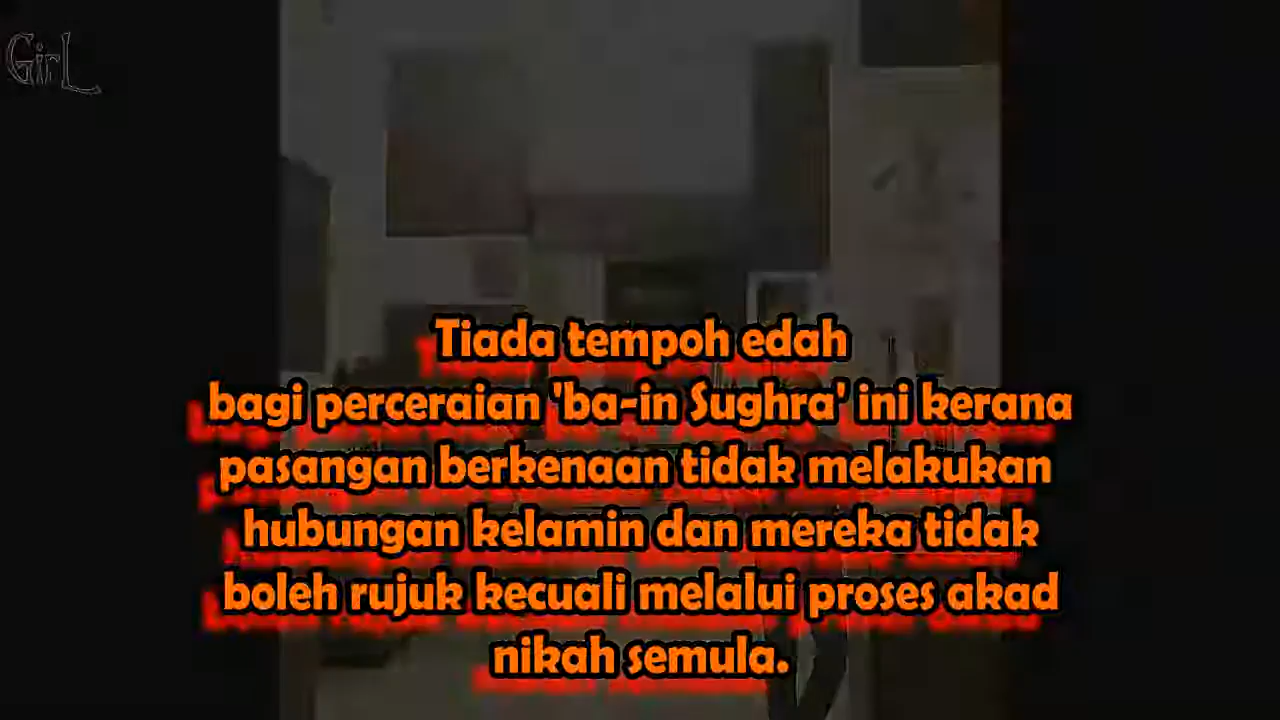 GirL
Tiada tempoh edah
bagi perceraian 'ba-in Sughra' ini kerana
pasangan berkenaan tidak melakukan
hubungan kelamin dan mereka tidak
boleh rujuk kecuali melalui proses akad
nikah semula.